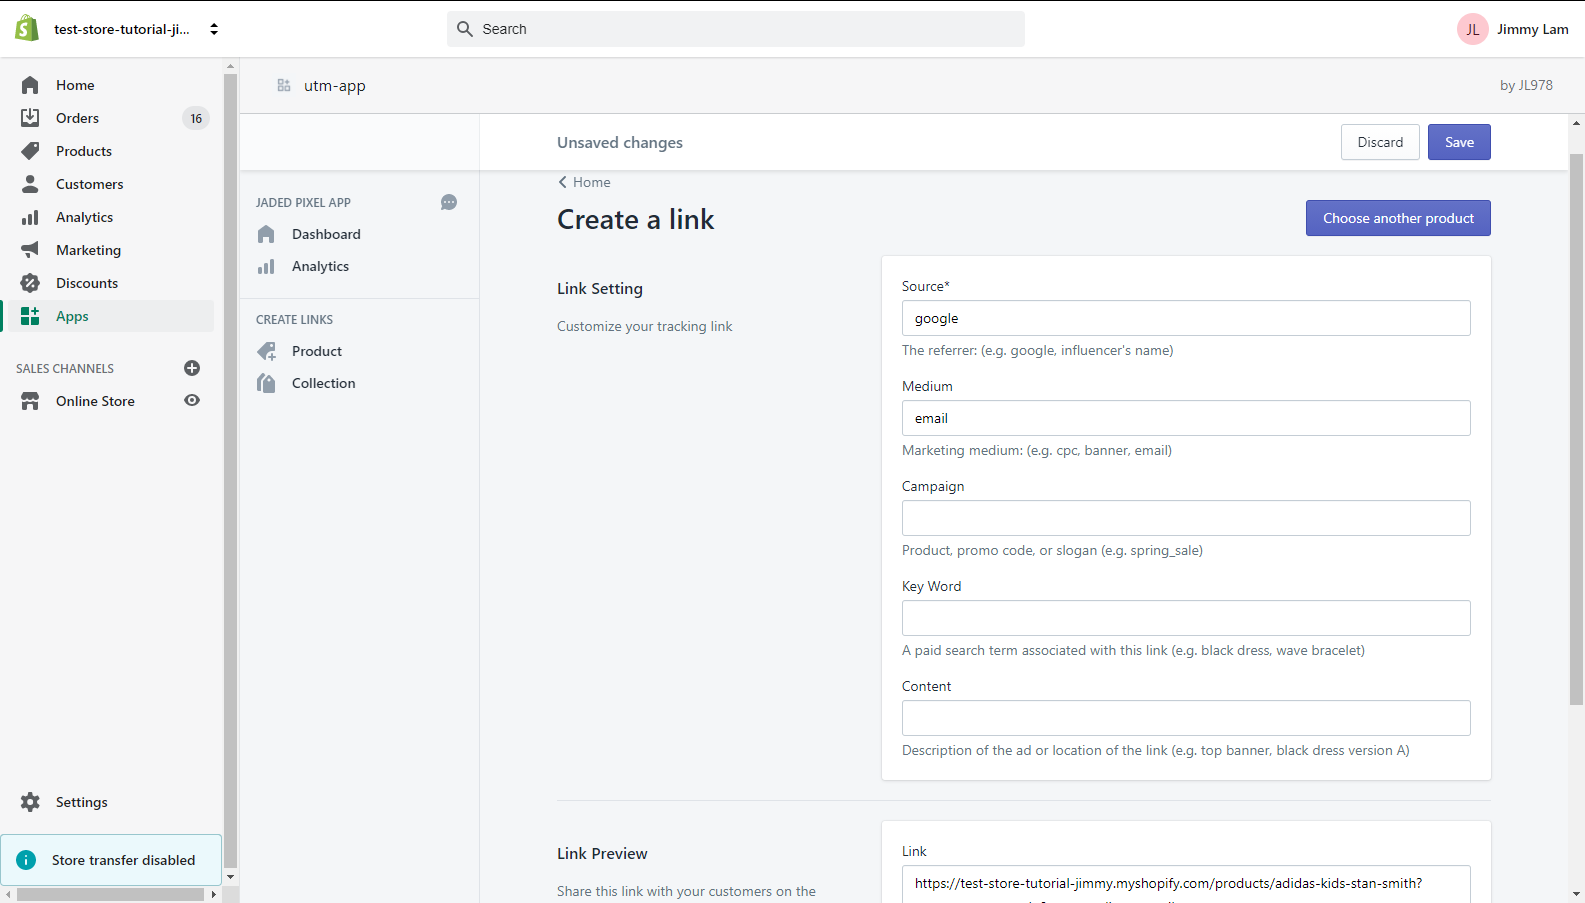 test-store-tutorial-ji...
Search
JL
Jimmy Lam
Home
Orders
16
Products
Customers
Analytics
Marketing
Discounts
Apps
SALES CHANNELS
Online Store
Settings
Store transfer disabled
utm-app
by JL978
JADED PIXEL APP
Dashboard
Analytics
CREATE LINKS
Product
Collection
Unsaved changes
Discard
Save
Home
Create a link
Choose another product
Link Setting
Customize your tracking link
Source*
google
The referrer: (e.g. google, influencer's name)
Medium
email
Marketing medium: (e.g. cpc, banner, email)
Campaign
Product, promo code, or slogan (e.g. spring_sale)
Key Word
A paid search term associated with this link (e.g. black dress, wave bracelet)
Content
Description of the ad or location of the link (e.g. top banner, black dress version A)
Link Preview
Share this link with your customers on the
Link
https://test-store-tutorial-jimmy.myshopify.com/products/adidas-kids-stan-smith?